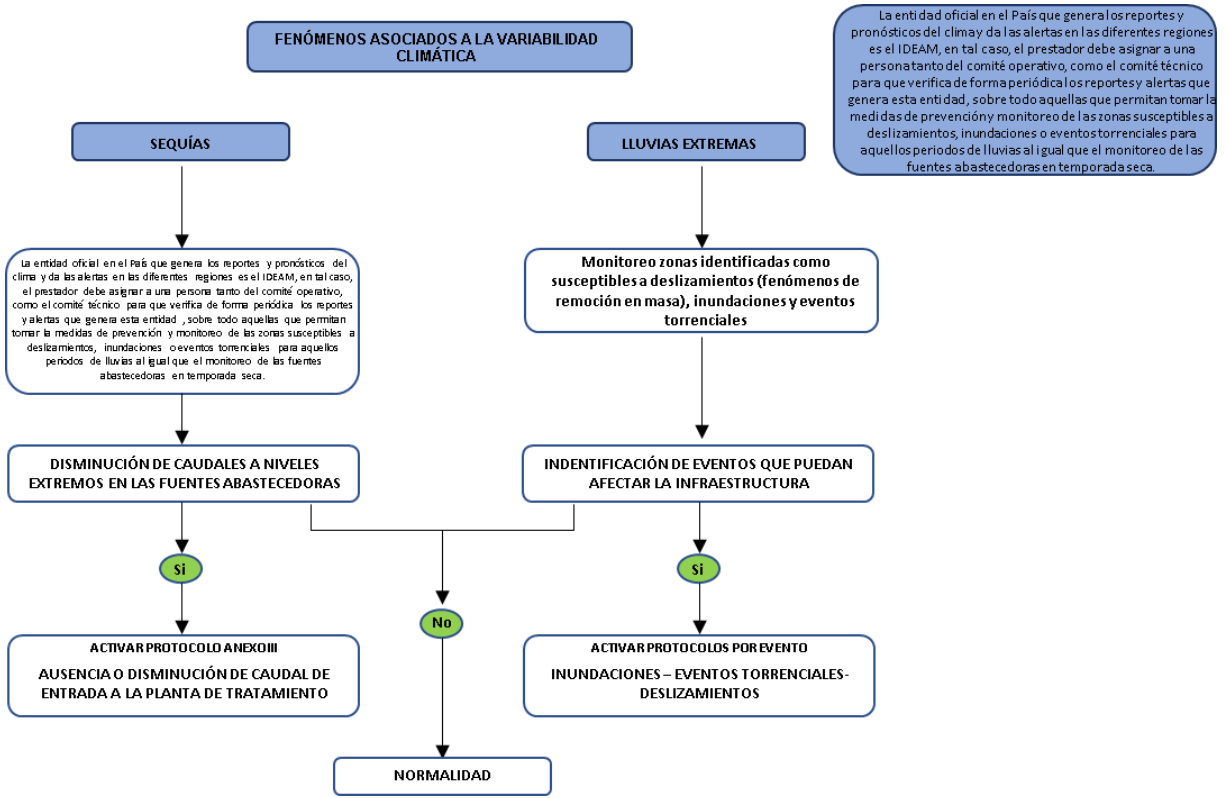 FENÓMENOS ASOCIADOS A LA VARIABILIDAD
CLIMÁTICA
La entidad oficial en el País que genera los reportes y
pronósticos del clima y da las alertas en las diferentes regiones
es el IDEAM, en tal caso, el prestador debe asignar a una
persona tanto del comité operativo, como el comité técnico
para que verifica de forma periódica los reportes y alertas que
genera esta entidad, sobre todo aquellas que permitan tomar la
medidas de prevención y monitoreo de las zonas susceptibles a
deslizamientos, inundaciones o eventos torrenciales para
aquellos periodos de lluvias al igual que el monitoreo de las
fuentes abastecedoras en temporada seca.
SEQUÍAS
LLUVIAS EXTREMAS
La entidad oficial en el País que genera los reportes y pronósticos del
clima y da las alertas en las diferentes regiones es el IDEAM, en tal caso,
el prestador debe asignar a una persona tanto del comité operativo,
como el comité técnico para que verifica de forma periódica los reportes
y alertas que genera esta entidad , sobre todo aquellas que permitan
tomar la medidas de prevención y monitoreo de las zonas susceptibles a
deslizamientos, inundaciones o eventos torrenciales para aquellos
periodos de lluvias al igual que el monitoreo de las fuentes
abastecedoras en temporada seca.
Monitoreo zonas identificadas como
susceptibles a deslizamientos (fenómenos de
remoción en masa), inundaciones y eventos
torrenciales
DISMINUCIÓN DE CAUDALES A NIVELES
EXTREMOS EN LAS FUENTES ABASTECEDORAS
INDENTIFICACIÓN DE EVENTOS QUE PUEDAN
AFECTAR LA INFRAESTRUCTURA
Si
Si
No
ACTIVAR PROTOCOLO ANEXO III
AUSENCIA O DISMINUCIÓN DE CAUDAL DE
ENTRADA A LA PLANTA DE TRATAMIENTO
ACTIVAR PROTOCOLOS POR EVENTO
INUNDACIONES – EVENTOS TORRENCIALES-
DESLIZAMIENTOS
NORMALIDAD